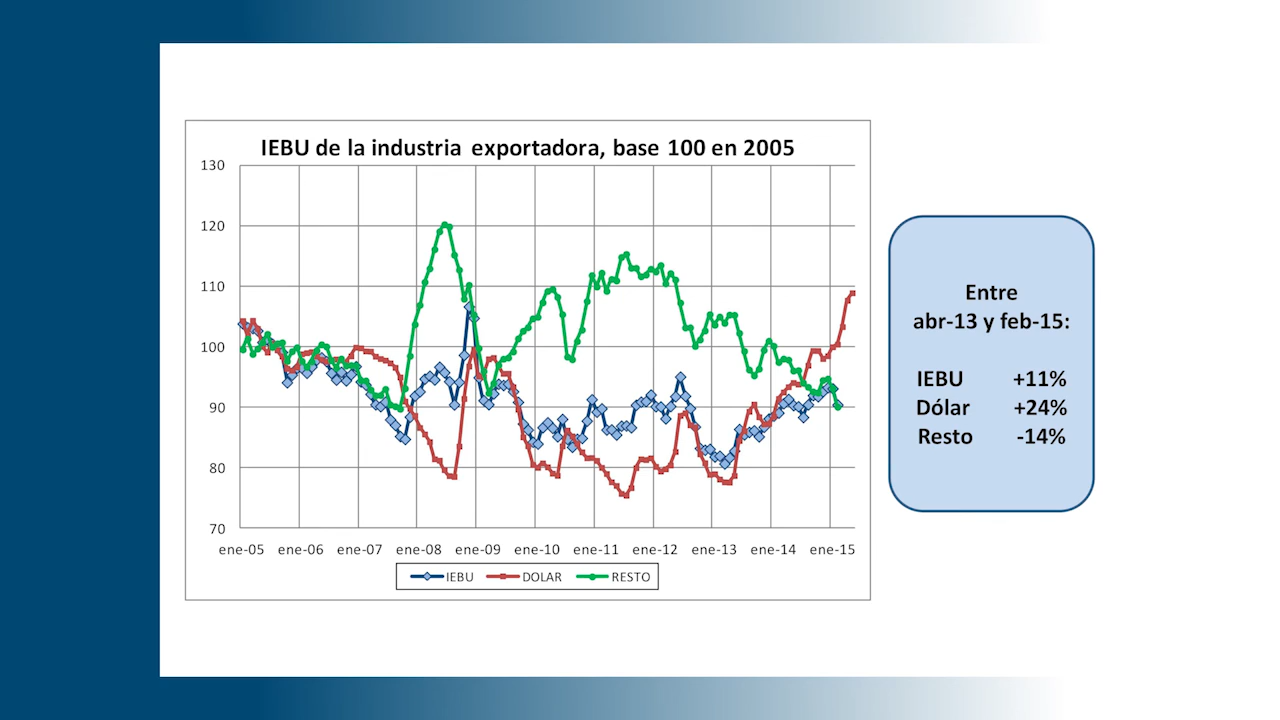 IEBU de la industria exportadora, base 100 en 2005
130
120
110
100
90
80
70
ene-05 ene-06 ene-07 ene-08 ene-09 ene-10 ene-11 ene-12 ene-13 ene-14 ene-15
IEBU DOLAR RESTO
Entre
abr-13 y feb-15:
IEBU +11%
Dólar +24%
Resto -14%